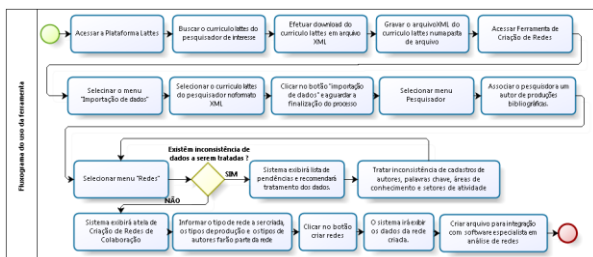 Fluxograma do uso da ferramenta
Acessar a Plataforma Lattes
Buscar o currículo lattes do
pesquisador de interesse
Efetuar download do
currículo lattes em arquivo
XML
Gravar o arquivo XML do
currículo lattes numa pasta
de arquivo
Acessar Ferramenta de
Criação de Redes
Selecinar o menu
"Importação de dados"
Selecionar o currículo lattes
do pesquisador no formato
XML
Clicar no botão "importação
de dados" e aguardar a
finalização do processo
Selecionar menu
Pesquisador
Associar o pesquisador a um
autor de produções
bibliográficas.
Existêm inconsistência de
dados a serem tratadas ?
Selecionar menu "Redes"
SIM
NÃO
Sistema exibirá lista de
pendências e recomendará
tratamento dos dados.
Tratar inconsistência de cadastros de
autores, palavras chave, áreas de
conhecimento e setores de atividade
Sistema exibirá a tela de
Criação de Redes de
Colaboração
Informar o tipo de rede a ser criada,
os tipos de produção e os tipos de
autores farão parte da rede
Clicar no botão
criar redes
O sistema irá exibir
os dados da rede
criada.
Criar arquivo para integração
com software especialista em
análise de redes